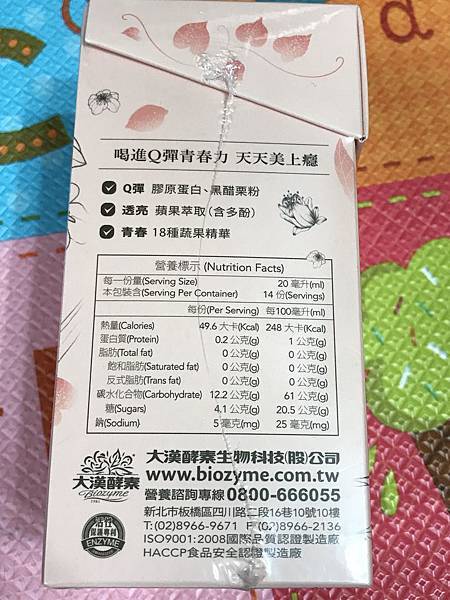 a
喝進Q彈青春力 天天美上癮
Q彈 膠原蛋白、黑醋栗粉
透亮 蘋果萃取(含多酚)
青春 18種蔬果精華
營養標示 (Nutrition Facts)
每一份量(Serving Size) 20 毫升(ml)
本包裝含(Serving Per Container) 14 份(Servings)
每份(Per Serving) 每100毫升(ml)
熱量(Calories) 49.6 大卡(Kcal) 248 大卡(Kcal)
蛋白質(Protein) 0.2 公克(g) 1 公克(g)
脂肪(Total fat) 0 公克(g) 0 公克(g)
飽和脂肪(Saturated fat) 0 公克(g) 0 公克(g)
反式脂肪(Trans fat) 0 公克(g) 0 公克(g)
碳水化合物(Carbohydrate) 12.2 公克(g) 61 公克(g)
糖(Sugars) 4.1 公克(g) 20.5 公克(g)
鈉(Sodium) 5 毫克(mg) 25 毫克(mg)
大漢酵素
Biozyme
大漢酵素生物科技(股)公司
www.biozyme.com.tw
營養諮詢專線 0800-666055
新北市板橋區四川路二段16巷10號10樓
T:(02)8966-9671 F:(02)8966-2136
ISO9001:2008國際品質認證製造廠
HACCP食品安全認證製造廠
ENZYME